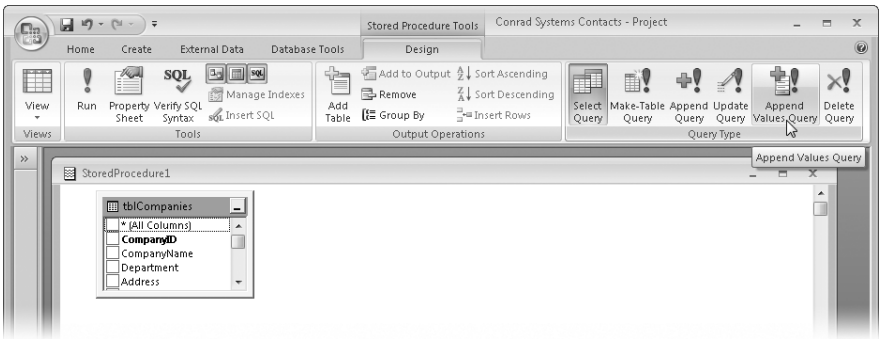 Stored Procedure Tools
Conrad Systems Contacts - Project
Home Create External Data Database Tools Design
View
Run
Property Sheet
Verify SQL Syntax
SQL
SQL
Manage Indexes
SQL Insert SQL
Add Table
Add to Output
Remove
Group By
Sort Ascending
Sort Descending
Insert Rows
Select Query
Make-Table Query
Append Query
Update Query
Append Values Query
Delete Query
Views Tools Output Operations Query Type
Append Values Query
StoredProcedure1
tblCompanies
* (All Columns)
CompanyID
CompanyName
Department
Address